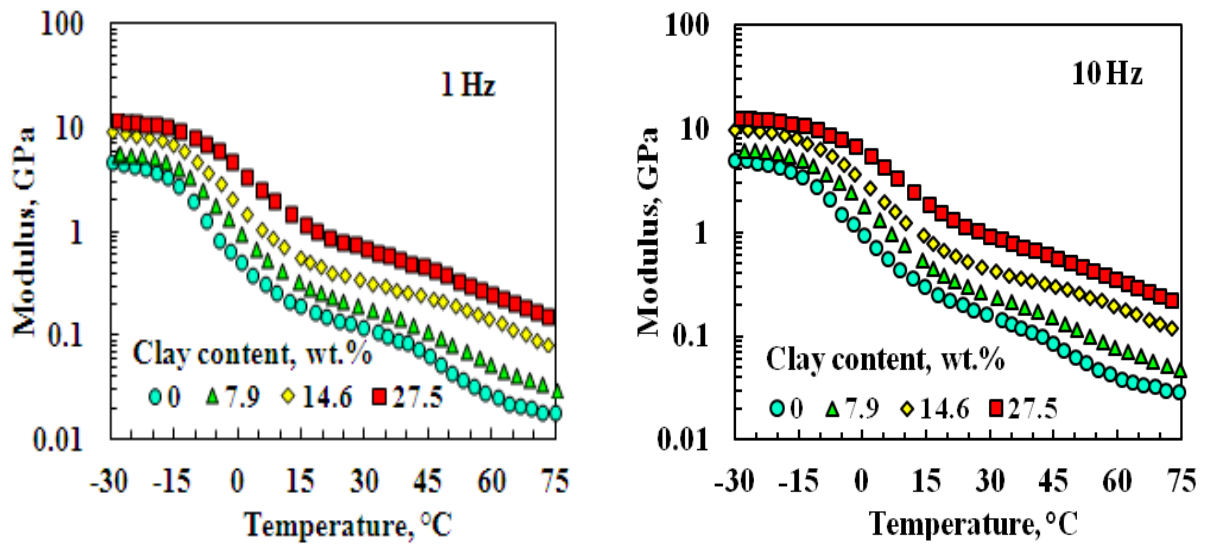 100
10
1
0.1
0.01
Modulus, GPa
1 Hz
Clay content, wt.%
0 7.9 14.6 27.5
-30 -15 0 15 30 45 60 75
Temperature, °C
100
10
1
0.1
0.01
Modulus, GPa
10 Hz
Clay content, wt.%
0 7.9 14.6 27.5
-30 -15 0 15 30 45 60 75
Temperature, °C